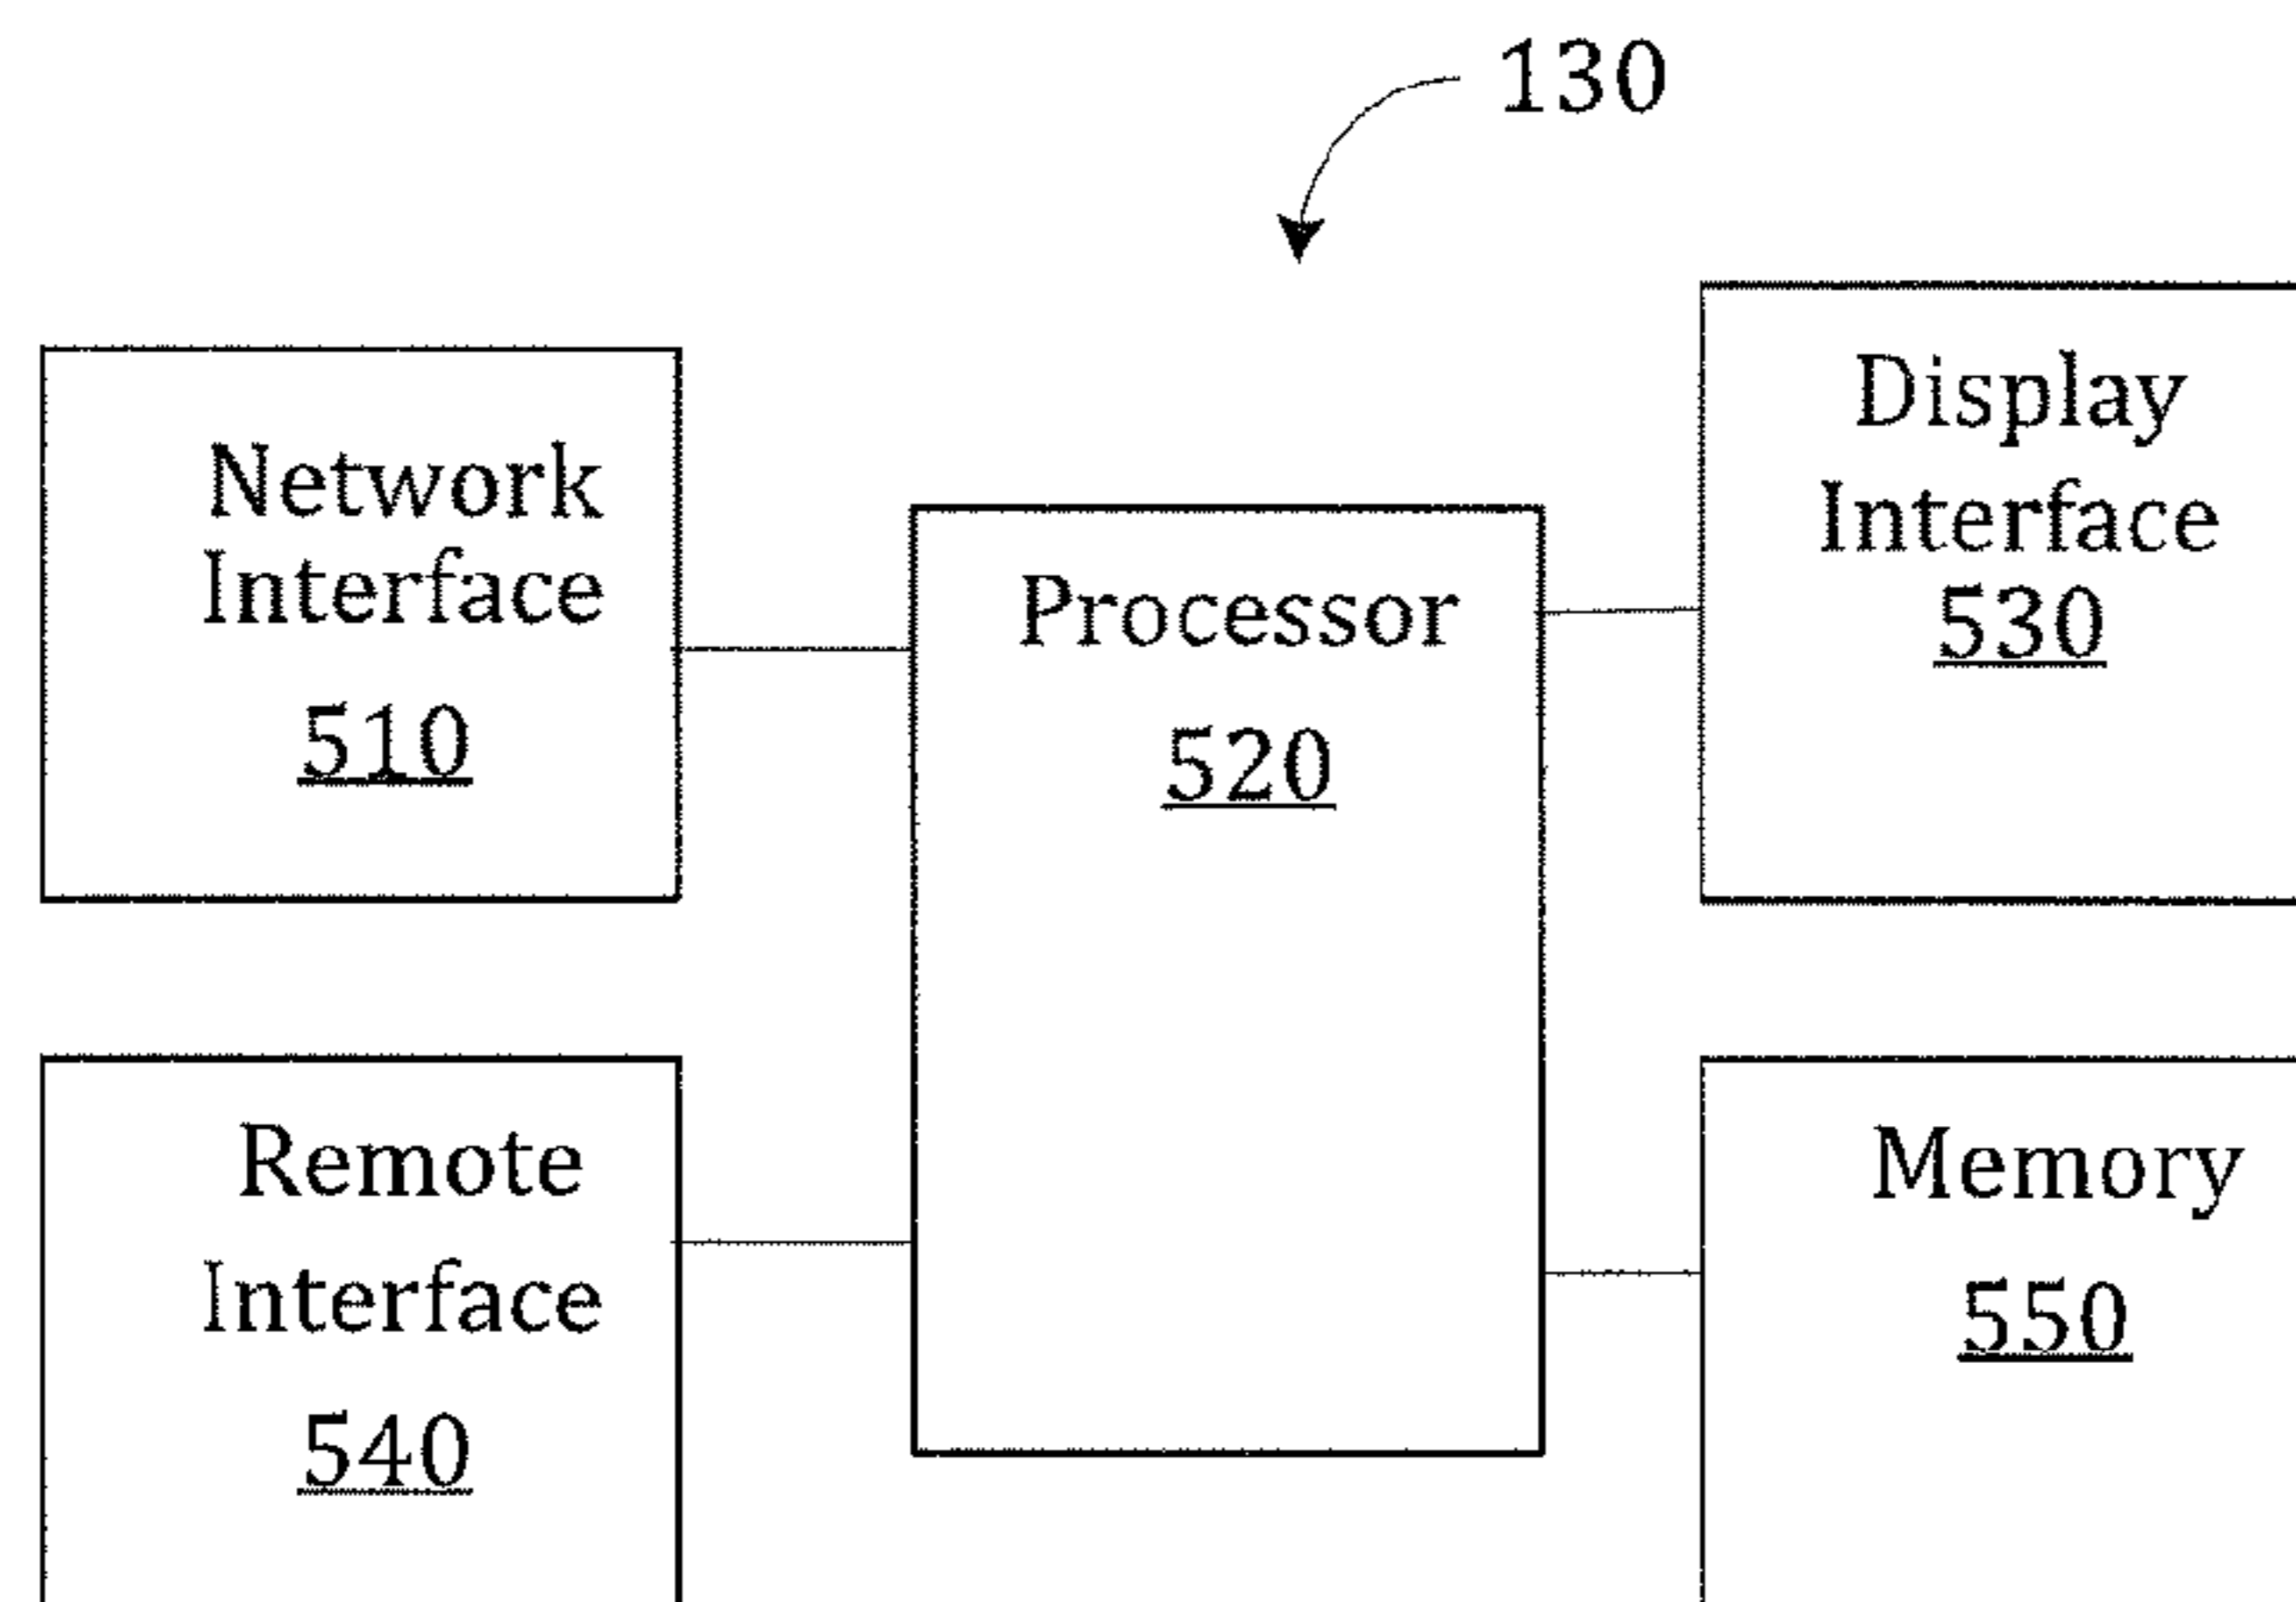 130
Network
Interface
510
Processor
520
Display
Interface
530
Remote
Interface
540
Memory
550